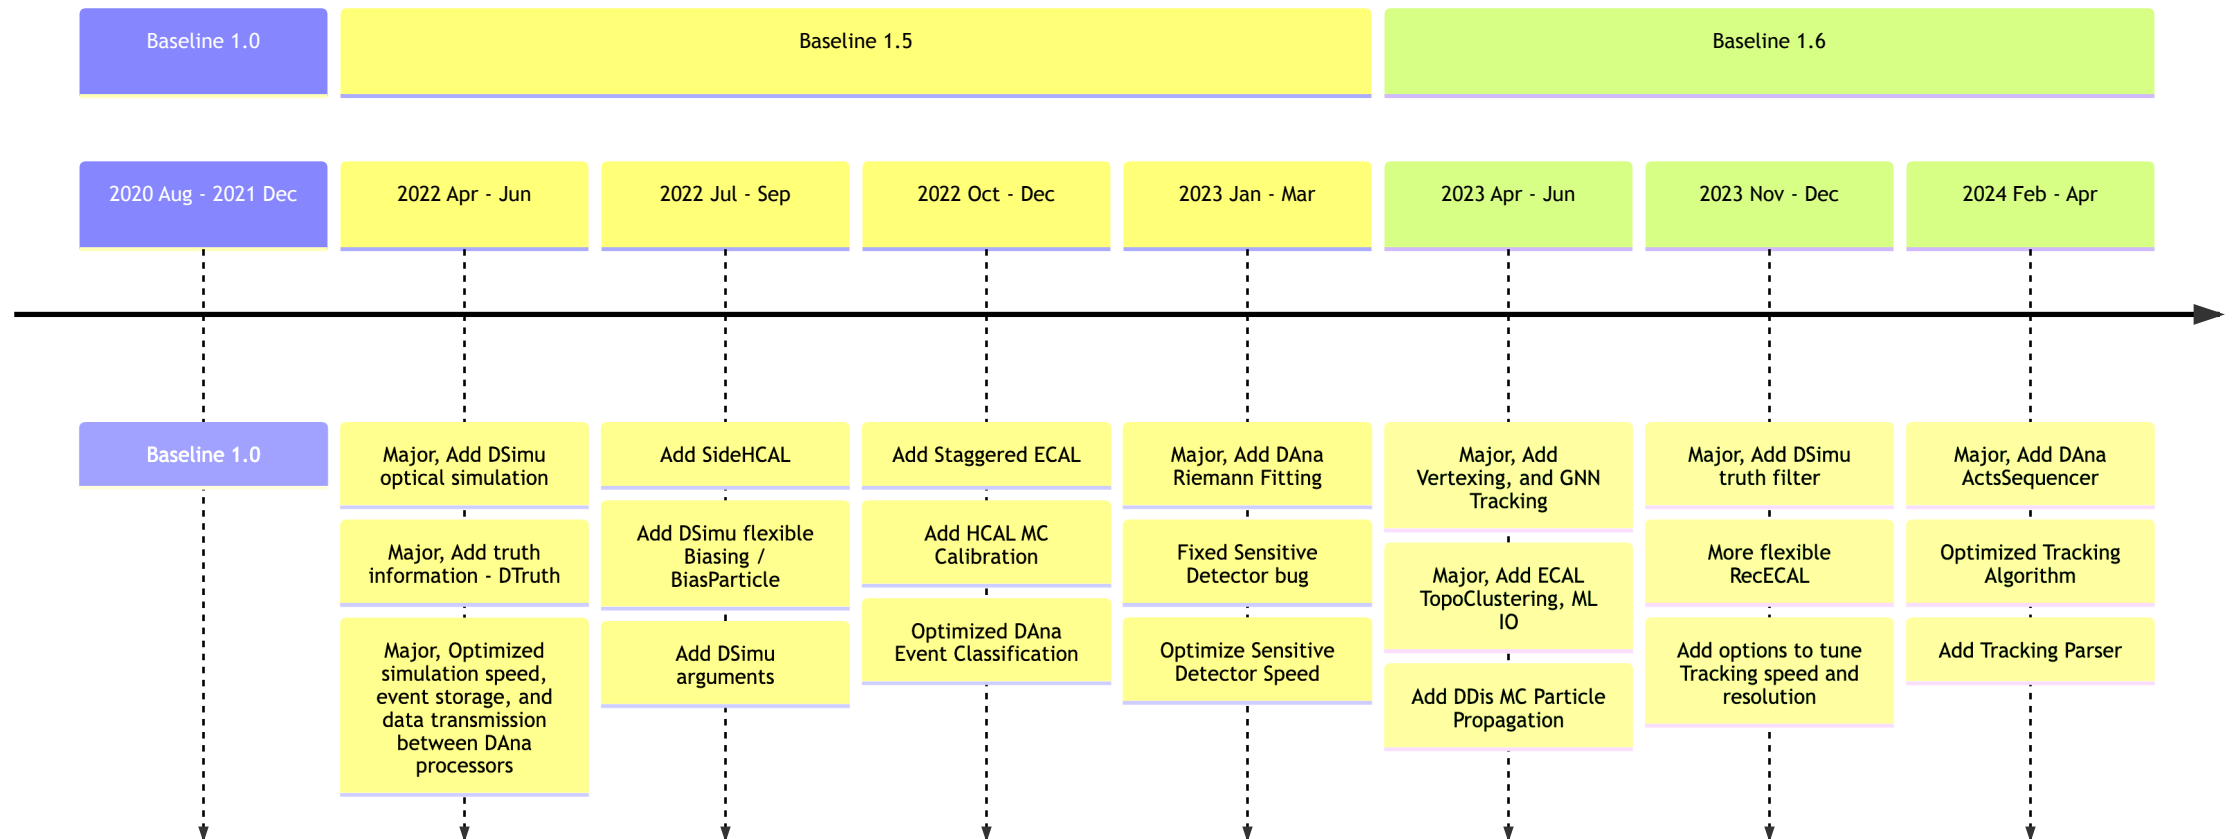 Baseline 1.0
Baseline 1.5
Baseline 1.6
2020 Aug - 2021 Dec
2022 Apr - Jun
2022 Jul - Sep
2022 Oct - Dec
2023 Jan - Mar
2023 Apr - Jun
2023 Nov - Dec
2024 Feb - Apr
Baseline 1.0
Major, Add DSimu
optical simulation
Major, Add truth
information - DTruth
Major, Optimized
simulation speed,
event storage, and
data transmission
between DAna
processors
Add SideHCAL
Add DSimu flexible
Biasing /
BiasParticle
Add DSimu
arguments
Add Staggered ECAL
Add HCAL MC
Calibration
Optimized DAna
Event Classification
Major, Add DAna
Riemann Fitting
Fixed Sensitive
Detector bug
Optimize Sensitive
Detector Speed
Major, Add
Vertexing, and GNN
Tracking
Major, Add ECAL
TopoClustering, ML
IO
Add DDis MC Particle
Propagation
Major, Add DSimu
truth filter
More flexible
RecECAL
Add options to tune
Tracking speed and
resolution
Major, Add DAna
ActsSequencer
Optimized Tracking
Algorithm
Add Tracking Parser